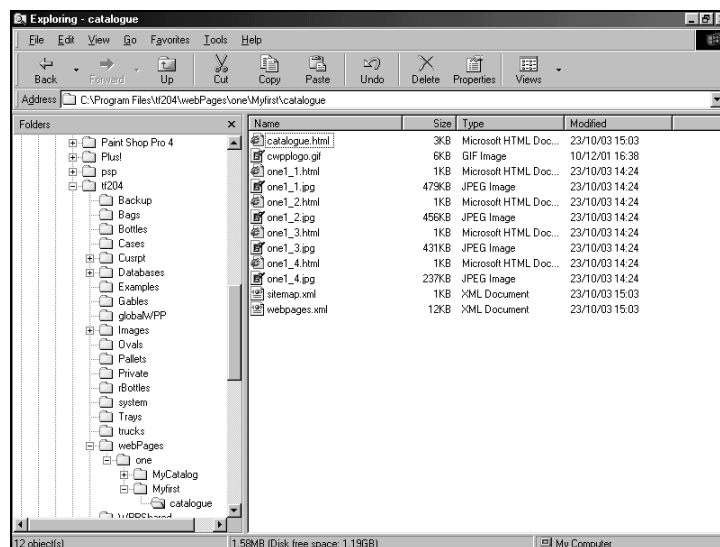 Exploring - catalogue
File Edit View Go Favorites Tools Help
Back Forward Up Cut Copy Paste Undo Delete Properties Views
Address C:\Program Files\tf204\webPages\one\Myfirst\catalogue
Folders
Name Size Type Modified
Paint Shop Pro 4
Plus!
psp
tf204
Backup
Bags
Bottles
Cases
Cusrpt
Databases
Examples
Gables
globalWPP
Images
Ovals
Pallets
Private
rBottles
system
Trays
trucks
webPages
one
MyCatalog
Myfirst
catalogue
WPPShared
catalogue.html 3KB Microsoft HTML Doc... 23/10/03 15:03
cwpplogo.gif 6KB GIF Image 10/12/01 16:38
one1_1.html 1KB Microsoft HTML Doc... 23/10/03 14:24
one1_1.jpg 479KB JPEG Image 23/10/03 14:24
one1_2.html 1KB Microsoft HTML Doc... 23/10/03 14:24
one1_2.jpg 456KB JPEG Image 23/10/03 14:24
one1_3.html 1KB Microsoft HTML Doc... 23/10/03 14:24
one1_3.jpg 431KB JPEG Image 23/10/03 14:24
one1_4.html 1KB Microsoft HTML Doc... 23/10/03 14:24
one1_4.jpg 237KB JPEG Image 23/10/03 14:24
sitemap.xml 1KB XML Document 23/10/03 15:03
webpages.xml 12KB XML Document 23/10/03 15:03
12 object(s) 1.58MB (Disk free space: 1.19GB) My Computer